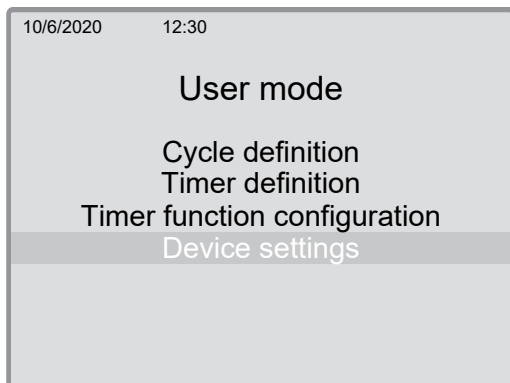 10/6/2020 12:30
User mode
Cycle definition
Timer definition
Timer function configuration
Device settings